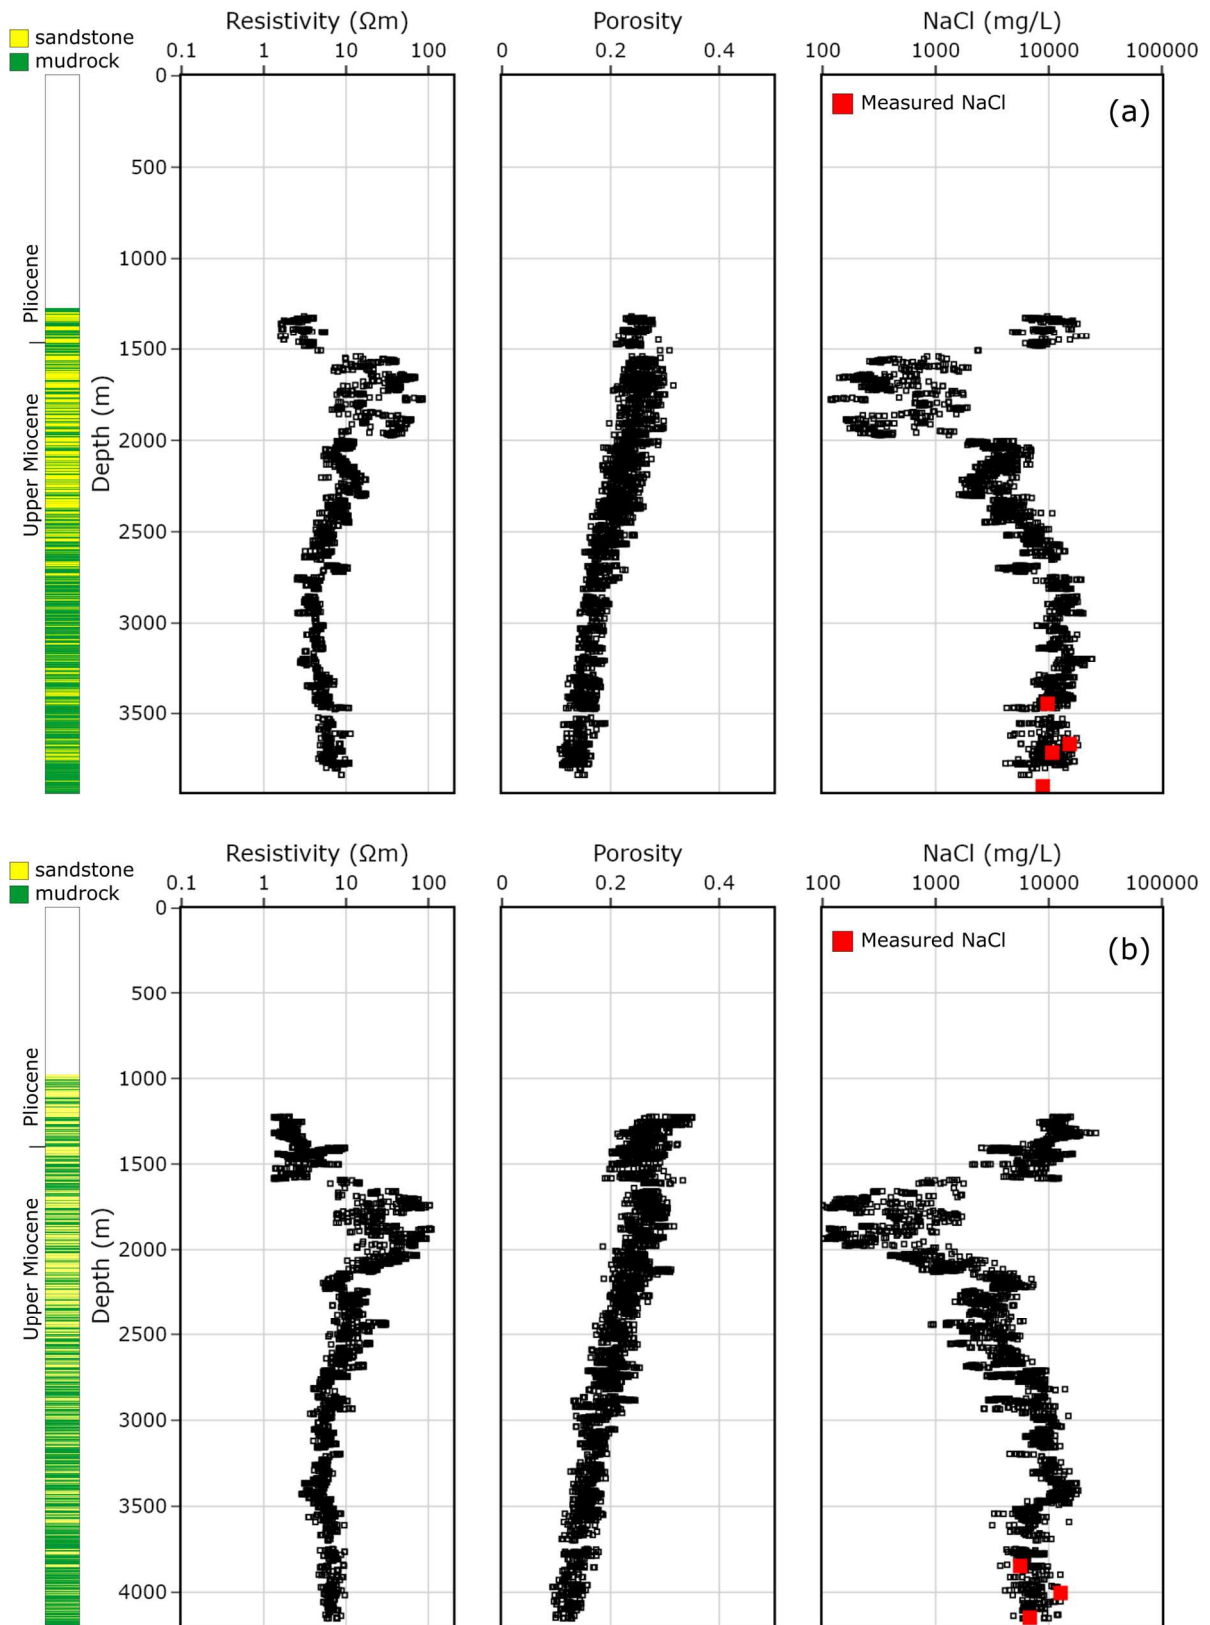 Resistivity (Ωm) Porosity NaCl (mg/L)
sandstone
mudrock
0.1 1 10 100 0 0.2 0.4 100 1000 10000 100000
0
Measured NaCl (a)
500
1000
1500
2000
2500
3000
3500
Pliocene
Upper Miocene
Depth (m)
Resistivity (Ωm) Porosity NaCl (mg/L)
sandstone
mudrock
0.1 1 10 100 0 0.2 0.4 100 1000 10000 100000
0
Measured NaCl (b)
500
1000
1500
2000
2500
3000
3500
4000
Pliocene
Upper Miocene
Depth (m)